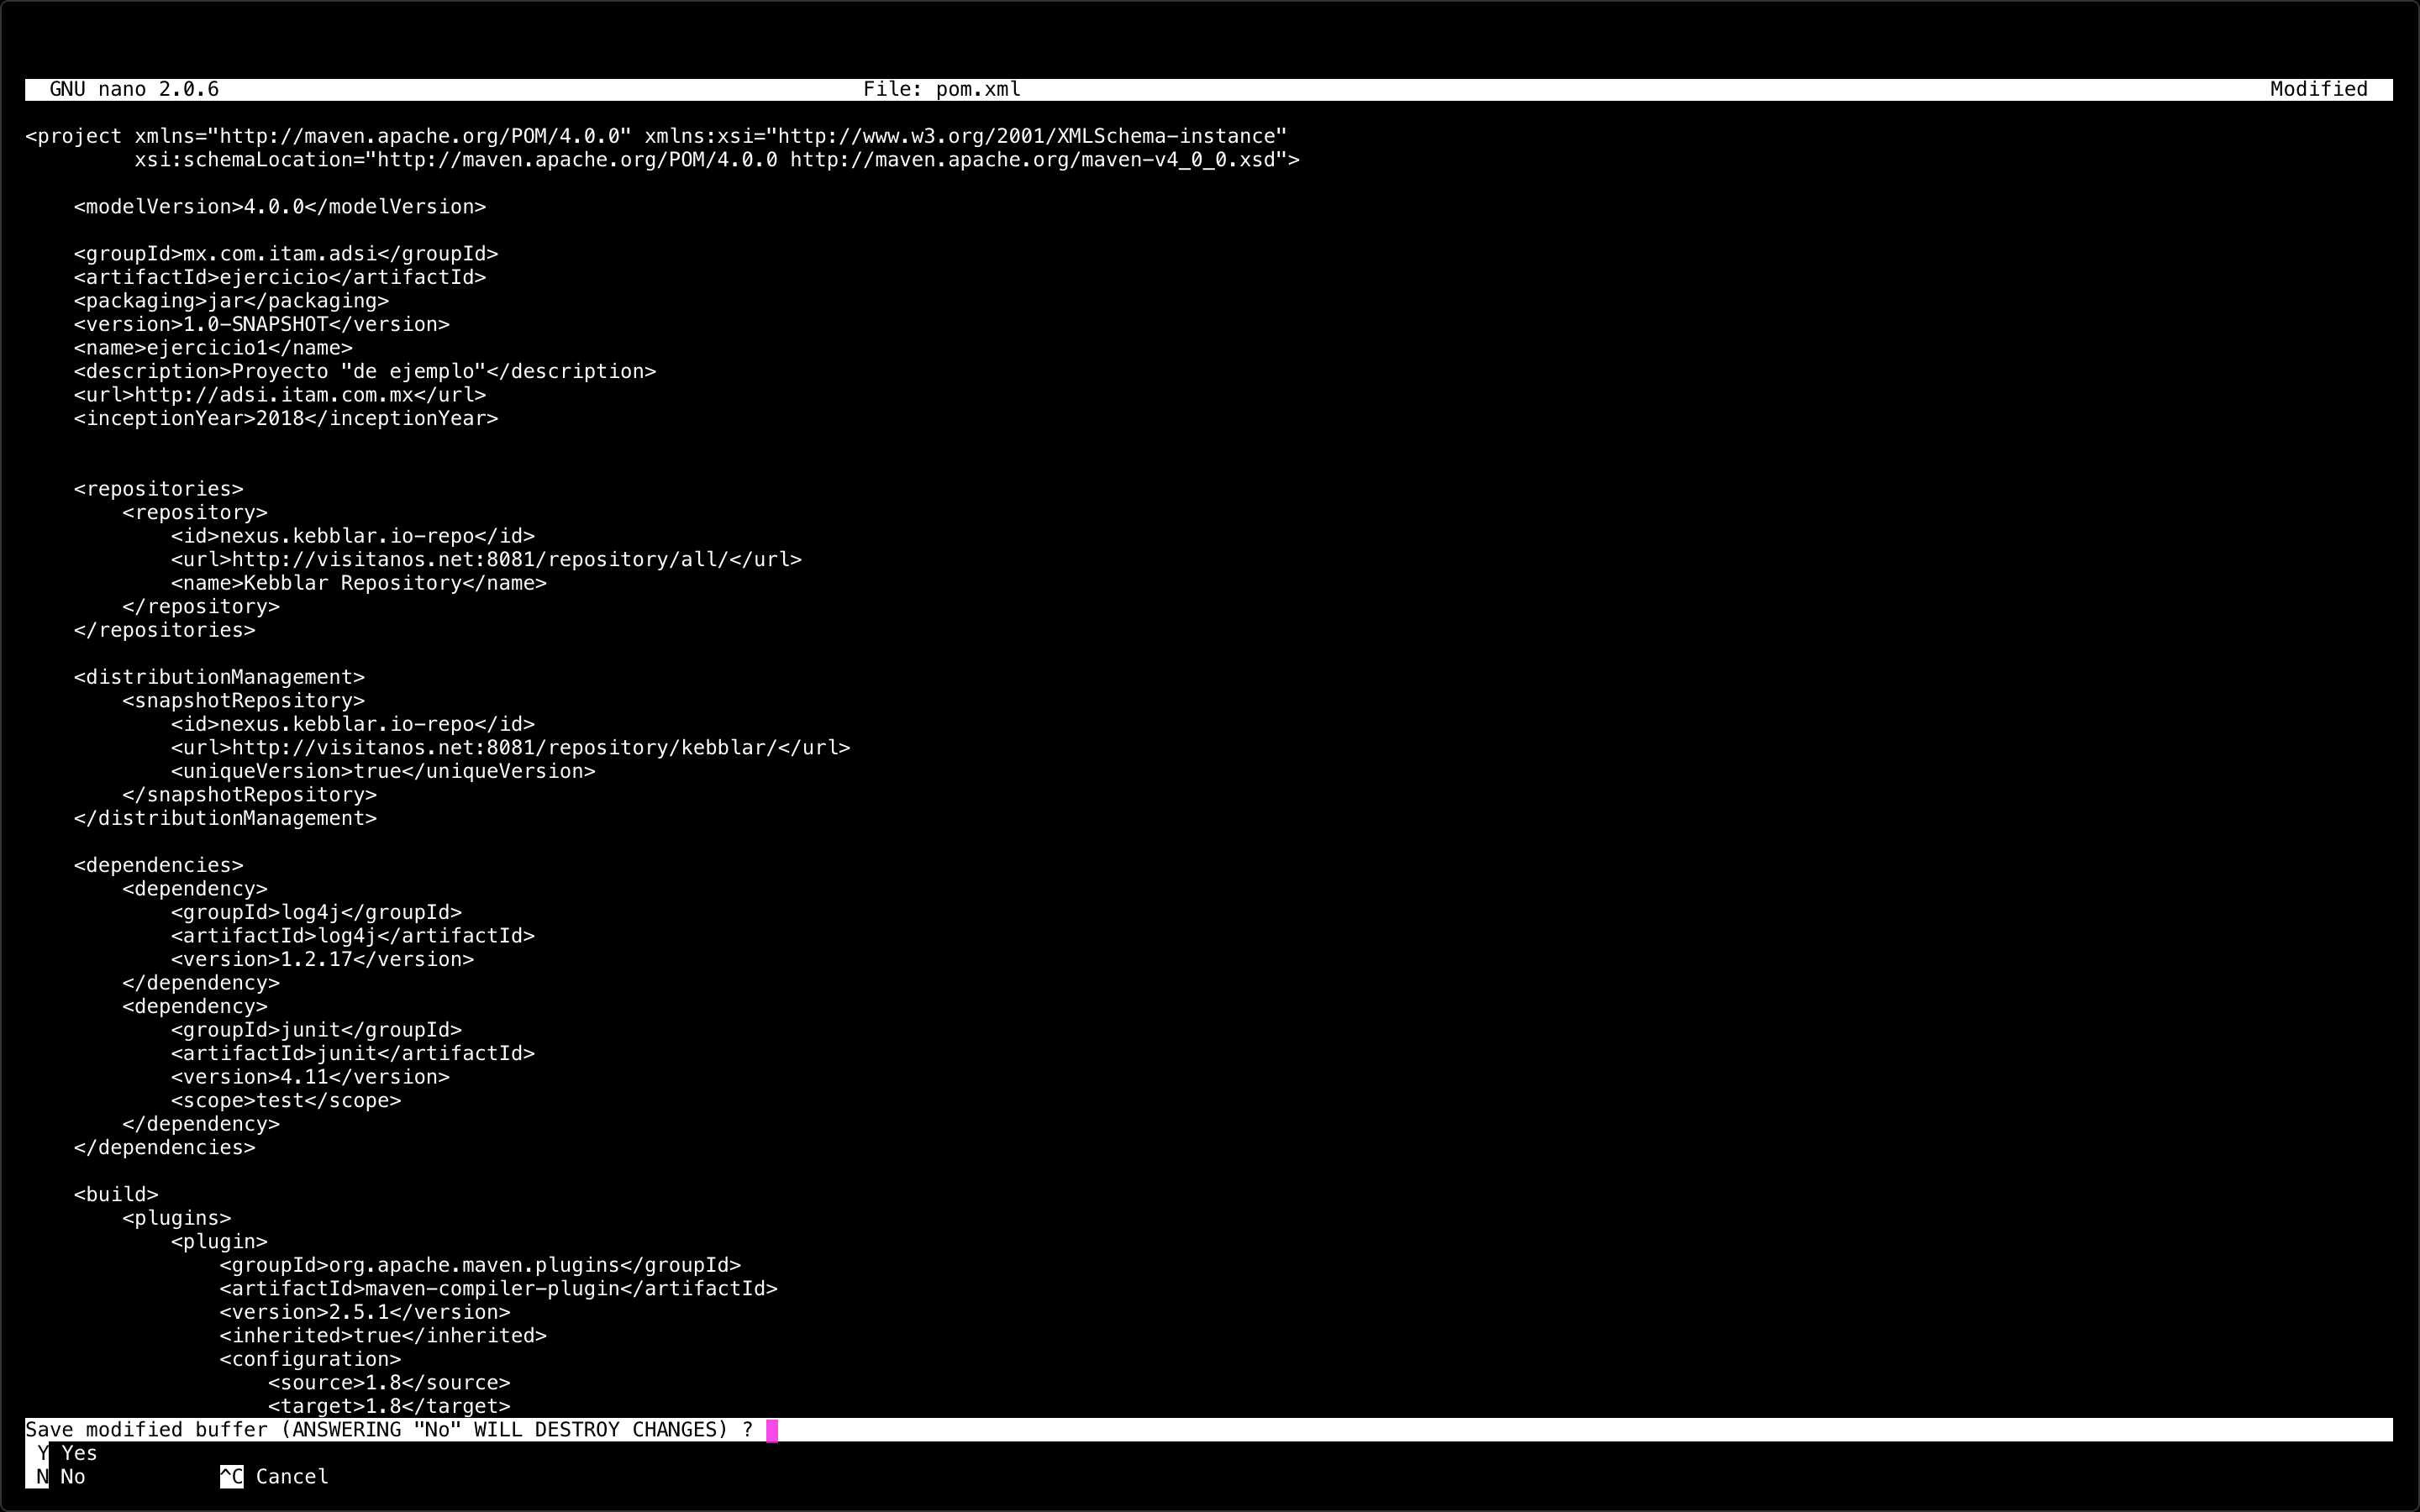 GNU nano 2.0.6 File: pom.xml Modified
<project xmlns="http://maven.apache.org/POM/4.0.0" xmlns:xsi="http://www.w3.org/2001/XMLSchema-instance"
         xsi:schemaLocation="http://maven.apache.org/POM/4.0.0 http://maven.apache.org/maven-v4_0_0.xsd">
    <modelVersion>4.0.0</modelVersion>
    <groupId>mx.com.itam.adsi</groupId>
    <artifactId>ejercicio</artifactId>
    <packaging>jar</packaging>
    <version>1.0-SNAPSHOT</version>
    <name>ejercicio1</name>
    <description>Proyecto "de ejemplo"</description>
    <url>http://adsi.itam.com.mx</url>
    <inceptionYear>2018</inceptionYear>
    <repositories>
        <repository>
            <id>nexus.kebblar.io-repo</id>
            <url>http://visitanos.net:8081/repository/all/</url>
            <name>Kebblar Repository</name>
        </repository>
    </repositories>
    <distributionManagement>
        <snapshotRepository>
            <id>nexus.kebblar.io-repo</id>
            <url>http://visitanos.net:8081/repository/kebblar/</url>
            <uniqueVersion>true</uniqueVersion>
        </snapshotRepository>
    </distributionManagement>
    <dependencies>
        <dependency>
            <groupId>log4j</groupId>
            <artifactId>log4j</artifactId>
            <version>1.2.17</version>
        </dependency>
        <dependency>
            <groupId>junit</groupId>
            <artifactId>junit</artifactId>
            <version>4.11</version>
            <scope>test</scope>
        </dependency>
    </dependencies>
    <build>
        <plugins>
            <plugin>
                <groupId>org.apache.maven.plugins</groupId>
                <artifactId>maven-compiler-plugin</artifactId>
                <version>2.5.1</version>
                <inherited>true</inherited>
                <configuration>
                    <source>1.8</source>
                    <target>1.8</target>
Save modified buffer (ANSWERING "No" WILL DESTROY CHANGES) ?
 Y Yes
 N No           ^C Cancel